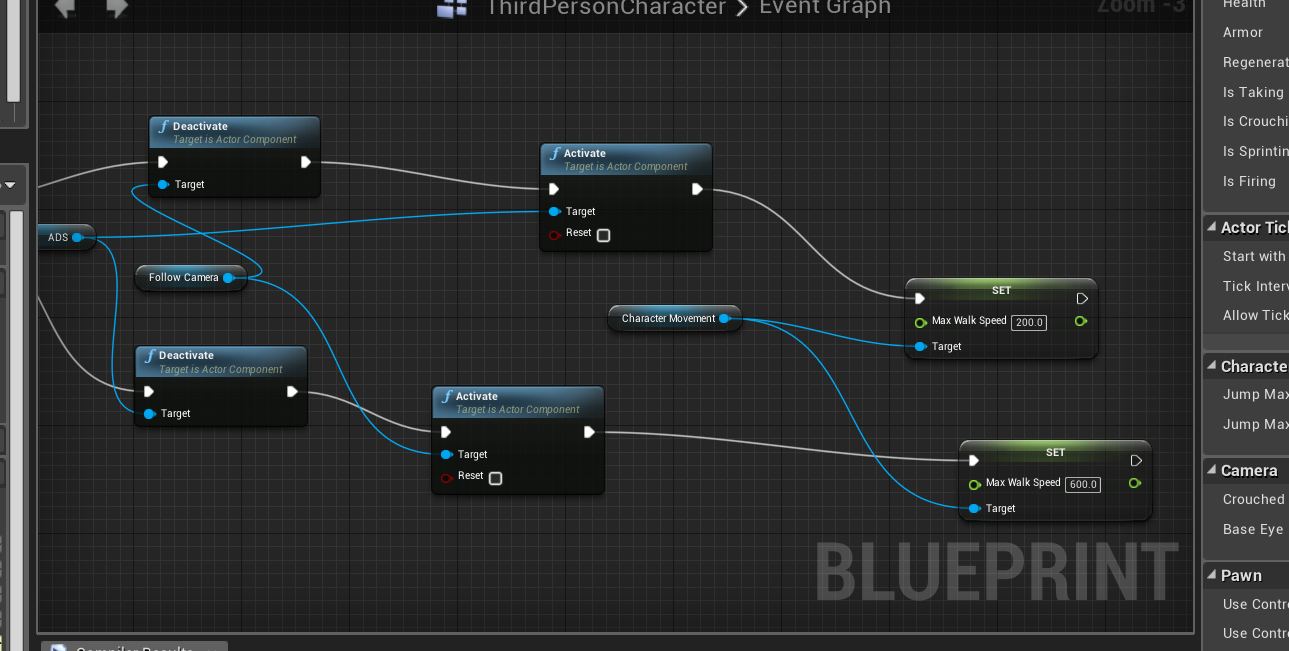 ThirdPersonCharacter > Event Graph
Zoom -3
Deactivate
Target is Actor Component
Target
ADS
Follow Camera
Activate
Target is Actor Component
Target
Reset
SET
Max Walk Speed 200.0
Target
Character Movement
Deactivate
Target is Actor Component
Target
Activate
Target is Actor Component
Target
Reset
SET
Max Walk Speed 600.0
Target
BLUEPRINT
Compiler Results
Health
Armor
Regenerat
Is Taking
Is Crouchi
Is Sprintin
Is Firing
Actor Tick
Start with
Tick Interv
Allow Tick
Characte
Jump Max
Jump Max
Camera
Crouched
Base Eye
Pawn
Use Contro
Use Contro